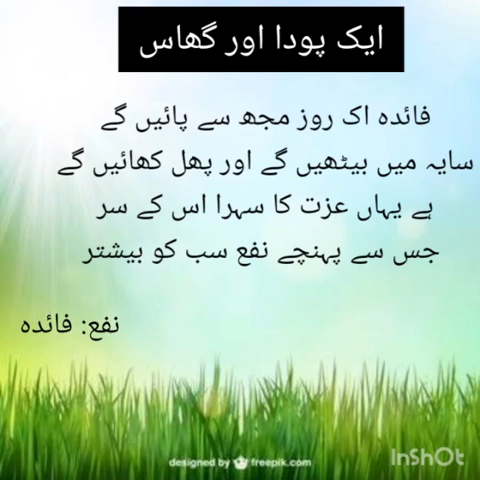 ایک پودا اور گھاس
فائدہ اک روز مجھ سے پائیں گے
سایہ میں بیٹھیں گے اور پھل کھائیں گے
ہے یہاں عزت کا سہرا اس کے سر
جس سے پہنچے نفع سب کو بیشتر
نفع: فائدہ
InShOt
designed by freepik.com